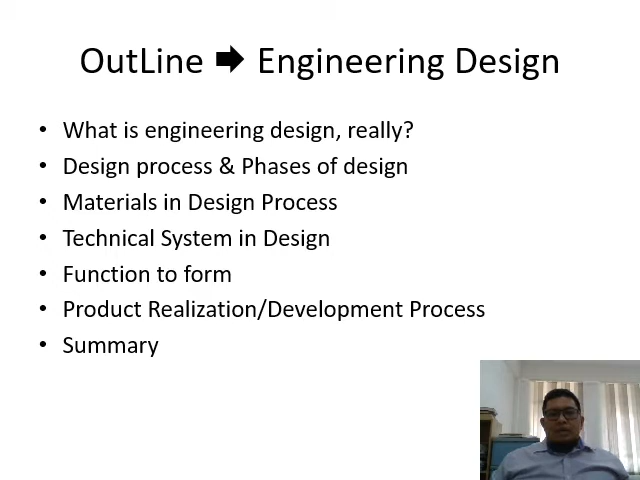 OutLine 🡆 Engineering Design
• What is engineering design, really?
• Design process & Phases of design
• Materials in Design Process
• Technical System in Design
• Function to form
• Product Realization/Development Process
• Summary